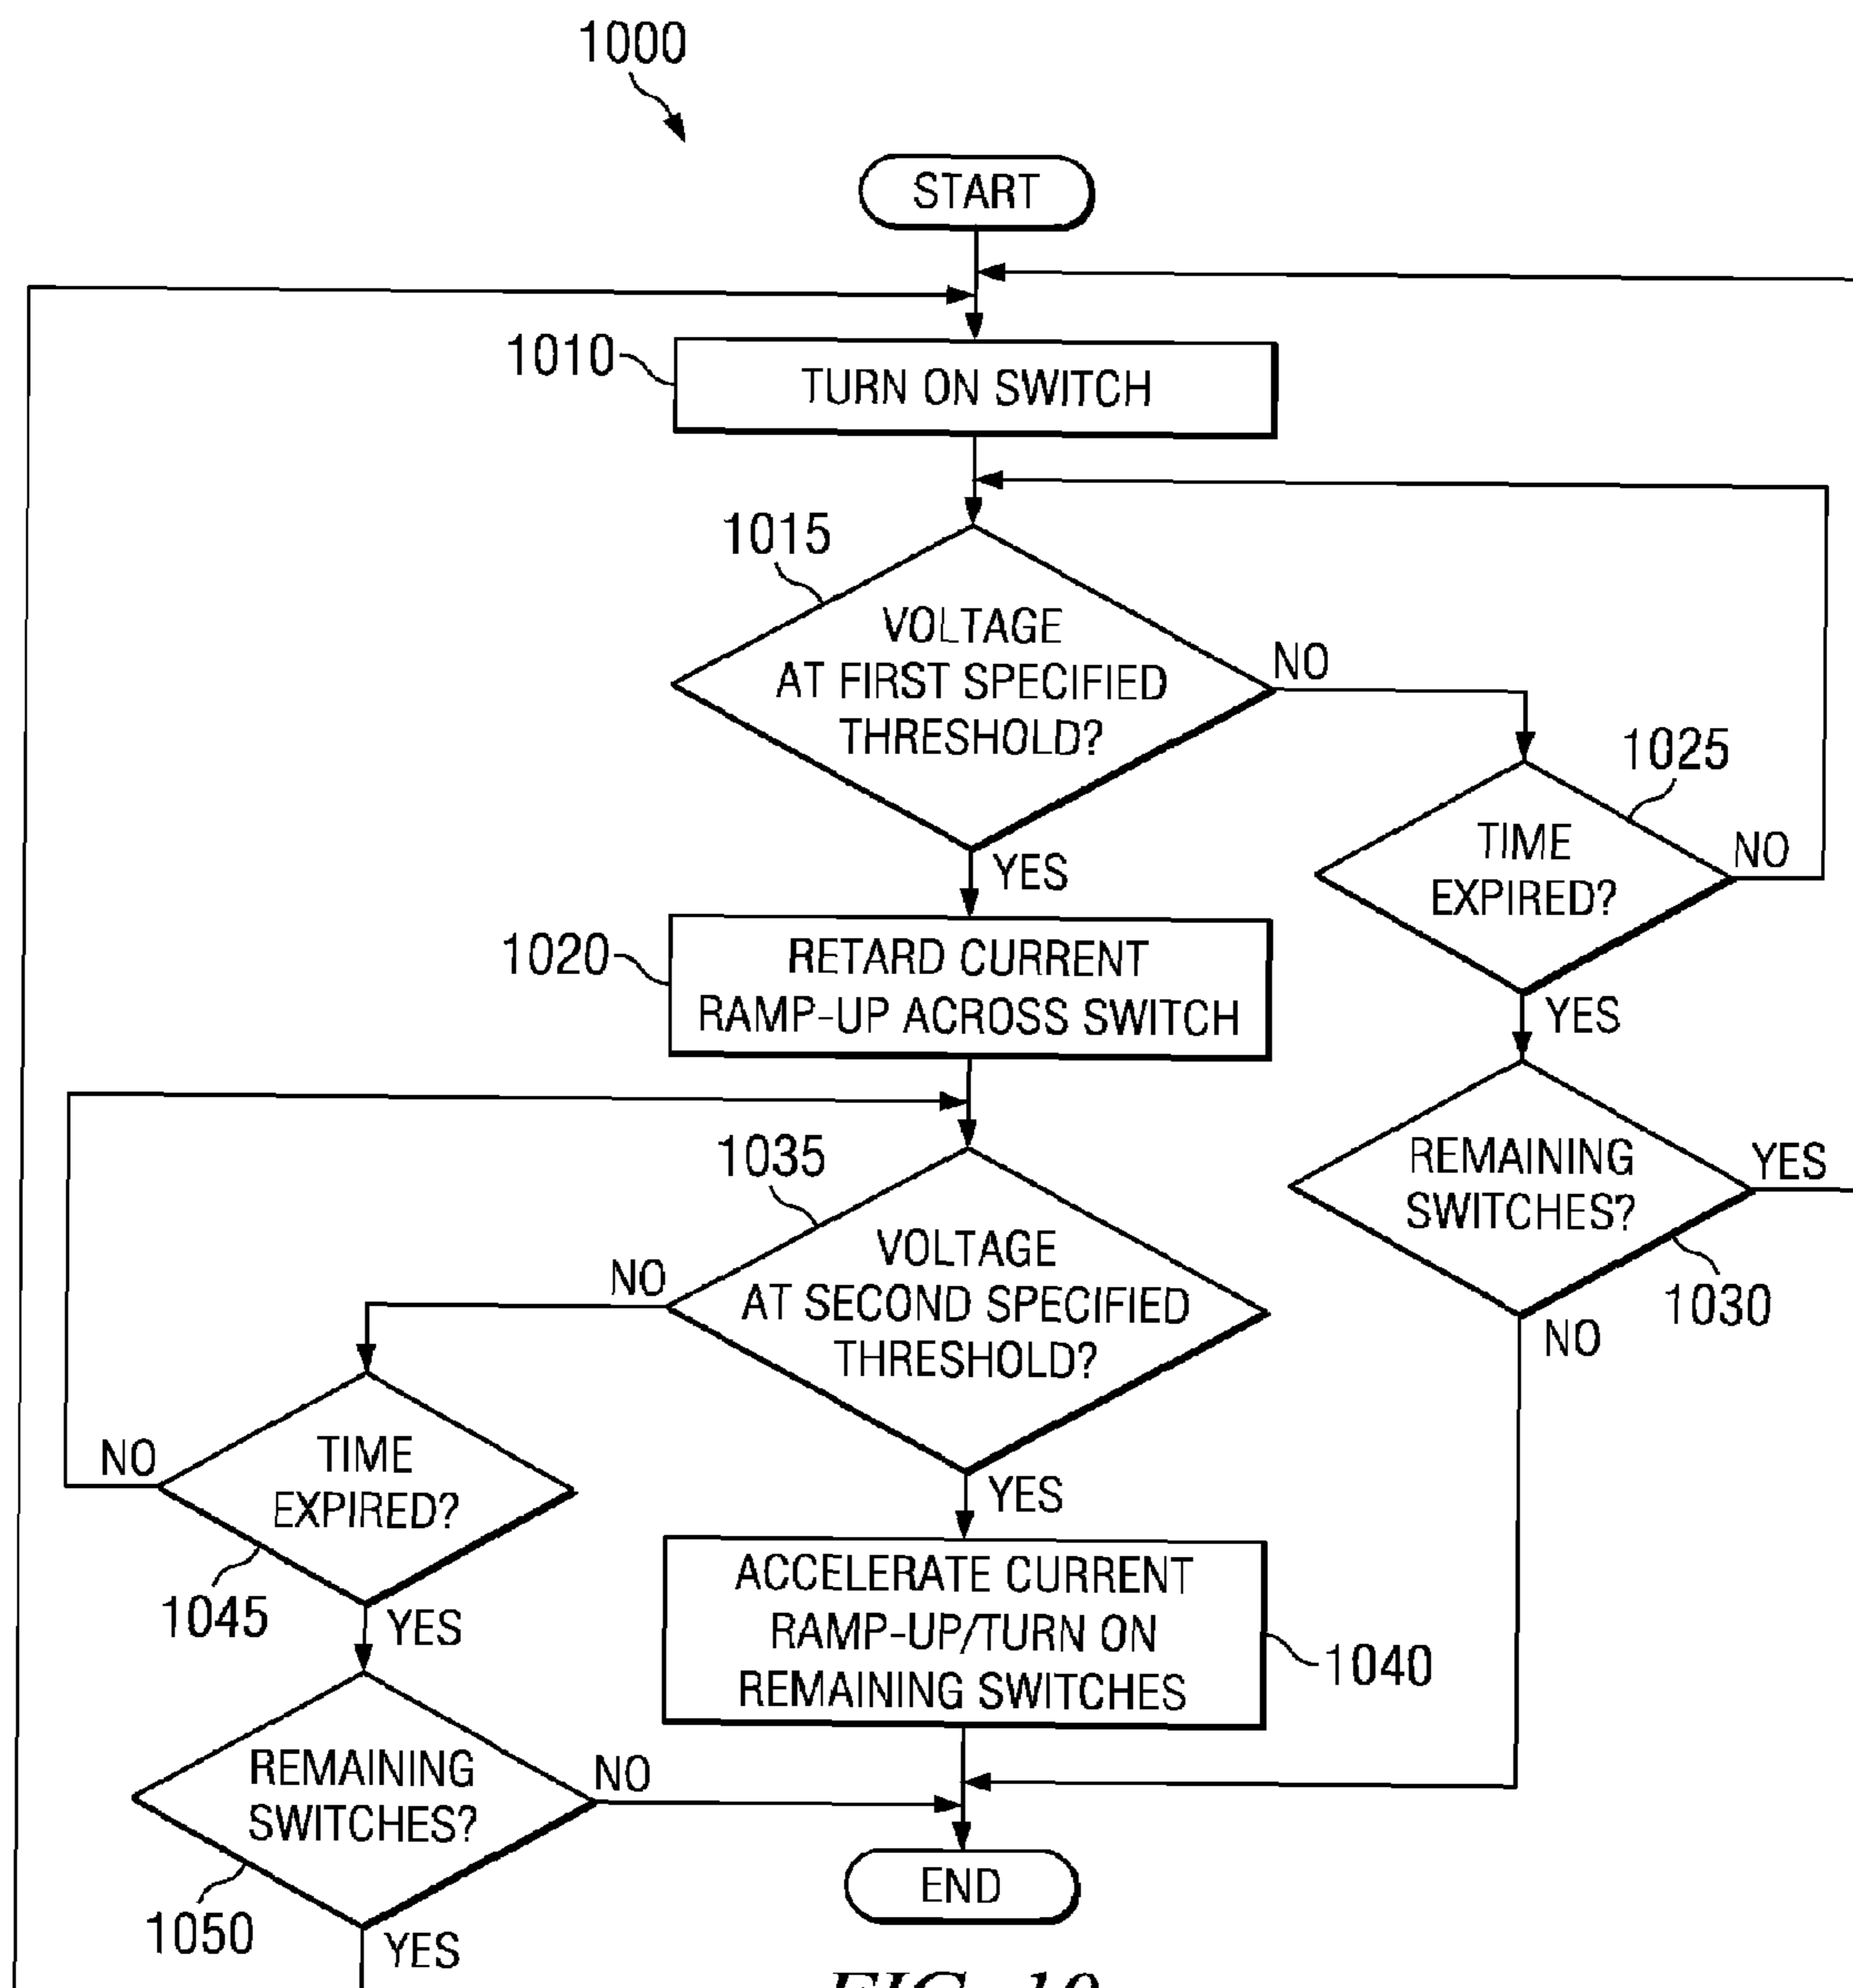 1000
START
1010
TURN ON SWITCH
1015
VOLTAGE
AT FIRST SPECIFIED
THRESHOLD?
NO
1025
TIME
EXPIRED?
NO
YES
YES
1020
RETARD CURRENT
RAMP-UP ACROSS SWITCH
REMAINING
SWITCHES?
YES
1030
NO
1035
VOLTAGE
AT SECOND SPECIFIED
THRESHOLD?
NO
TIME
EXPIRED?
NO
1045
YES
YES
ACCELERATE CURRENT
RAMP-UP/TURN ON
REMAINING SWITCHES
1040
REMAINING
SWITCHES?
NO
1050
YES
END
FIG. 10